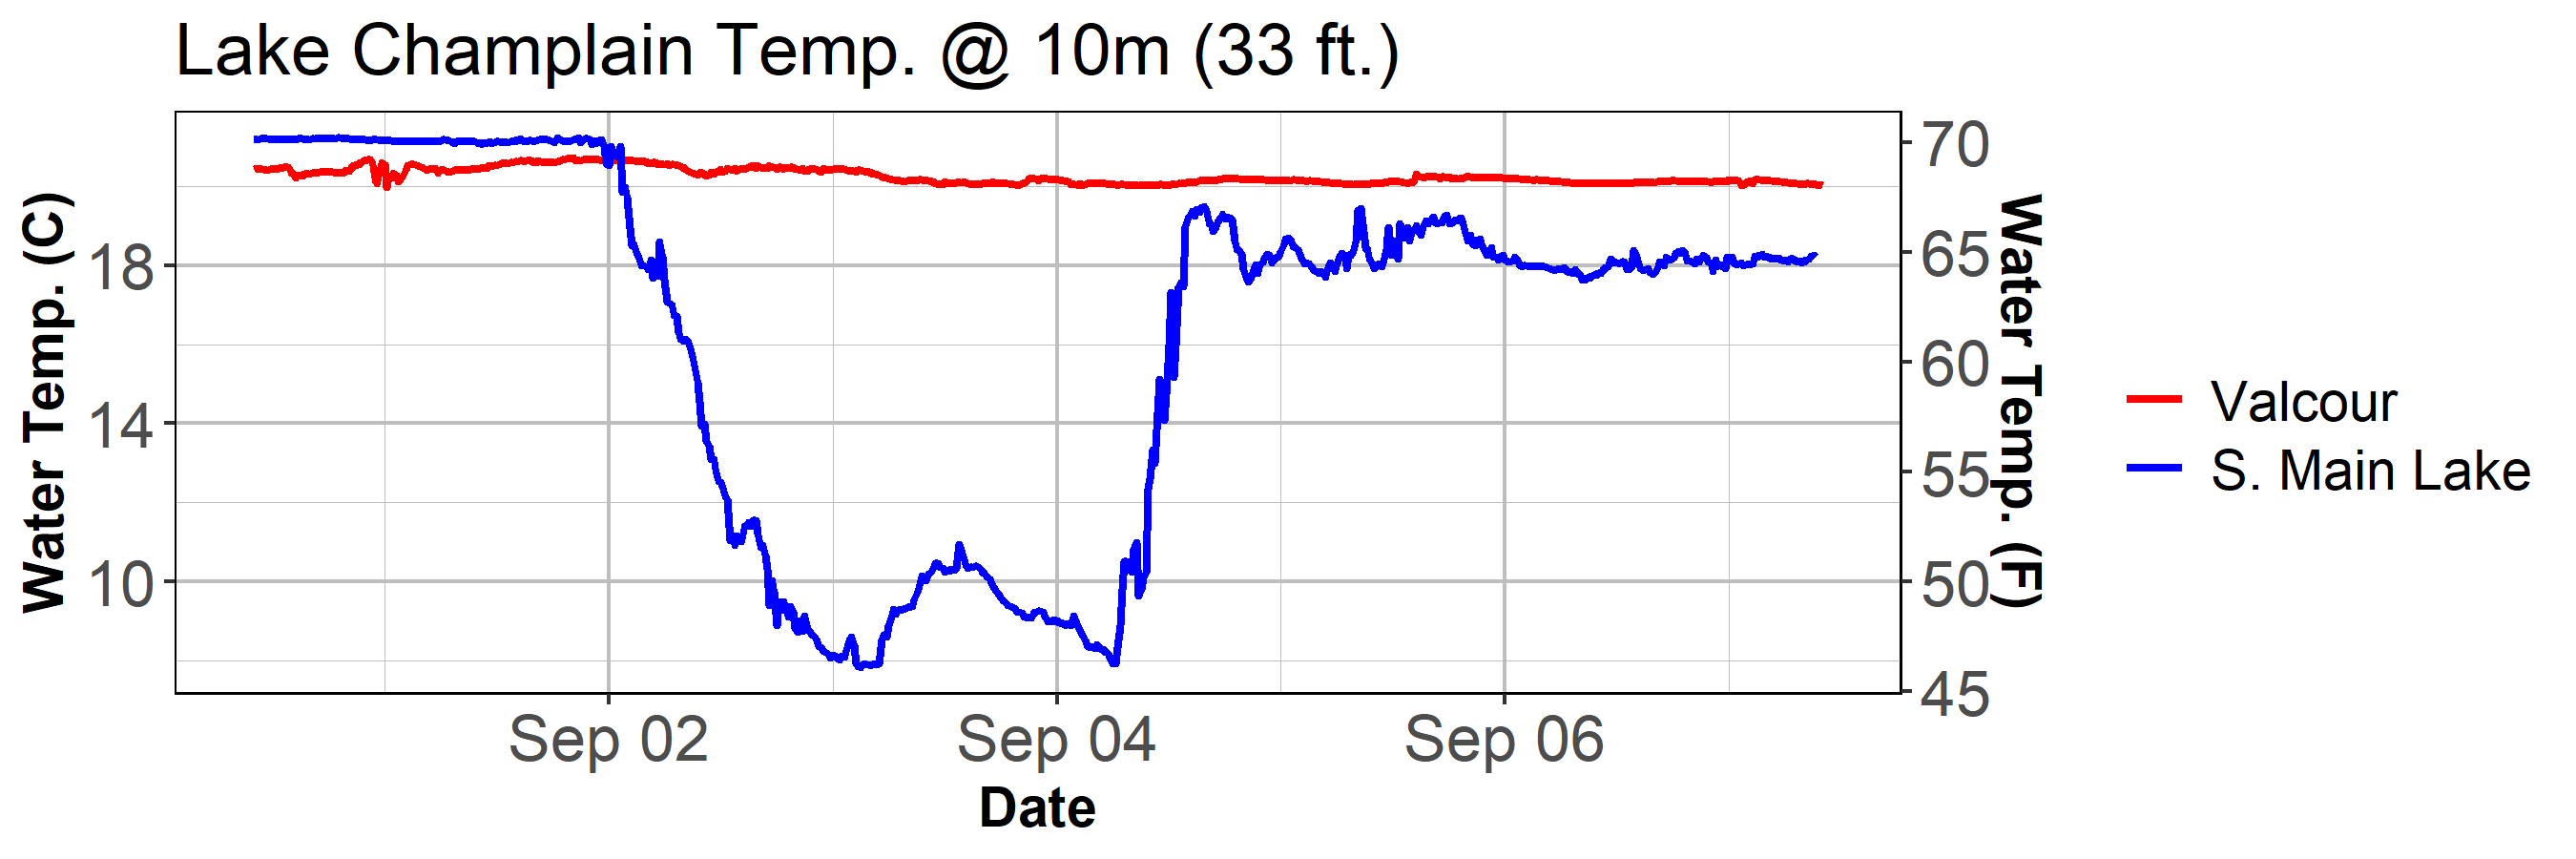 Lake Champlain Temp. @ 10m (33 ft.)
Water Temp. (C)
18
14
10
70
65
60
55
50
45
Water Temp. (F)
Sep 02
Sep 04
Sep 06
Date
Valcour
S. Main Lake